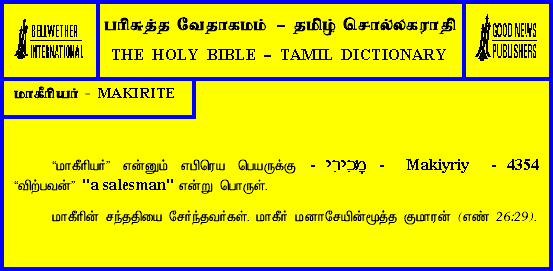 BELLWETHER
INTERNATIONAL
பரிசுத்த வேதாகமம் – தமிழ் சொல்லகராதி
THE HOLY BIBLE – TAMIL DICTIONARY
GOOD NEWS
PUBLISHERS
மாகீரியர் - MAKIRITE
“மாகீரியர்” என்னும் எபிரெய பெயருக்கு - מָכִירִי - Makiyriy - 4354
“விற்பவன்” "a salesman" என்று பொருள்.
மாகீரின் சந்ததியை சேர்ந்தவர்கள். மாகீர் மனாசேயின்மூத்த குமாரன் (எண் 26:29).